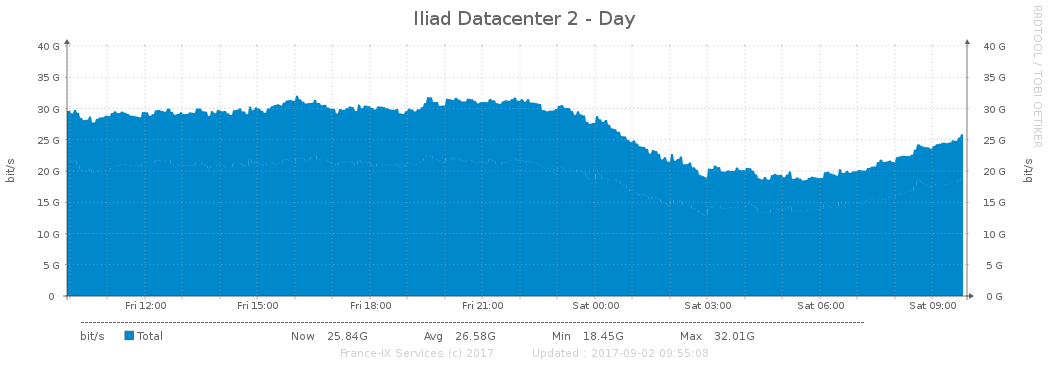 Iliad Datacenter 2 - Day
RRDTOOL / TOBI OETIKER
40 G 40 G
35 G 35 G
30 G 30 G
25 G 25 G
20 G 20 G
15 G 15 G
10 G 10 G
5 G 5 G
0 0 G
bit/s bit/s
Fri 12:00 Fri 15:00 Fri 18:00 Fri 21:00 Sat 00:00 Sat 03:00 Sat 06:00 Sat 09:00
bit/s Total Now 25.84G Avg 26.58G Min 18.45G Max 32.01G
France-IX Services (c) 2017 Updated : 2017-09-02 09:55:08